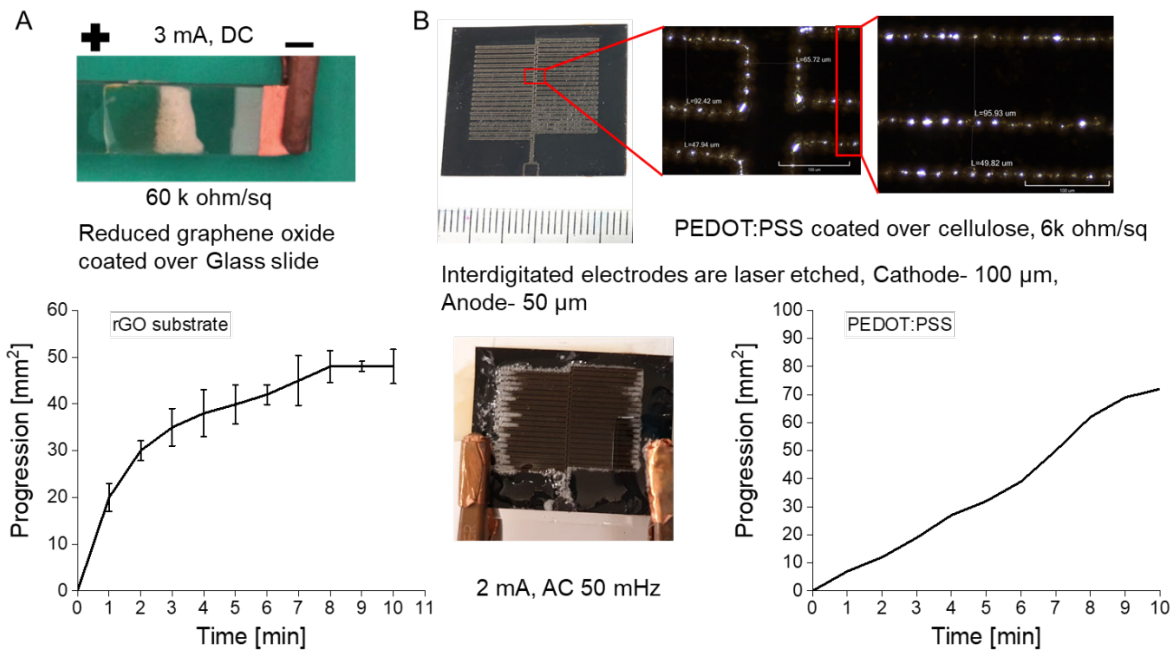 A
+ 3 mA, DC −
60 k ohm/sq
Reduced graphene oxide
coated over Glass slide
B
L=92.42 um
L=65.72 um
L=47.94 um
100 um
L=95.93 um
L=49.82 um
100 um
PEDOT:PSS coated over cellulose, 6k ohm/sq
Interdigitated electrodes are laser etched, Cathode- 100 µm,
Anode- 50 µm
2 mA, AC 50 mHz
rGO substrate
Progression [mm²]
60
50
40
30
20
10
0
0 1 2 3 4 5 6 7 8 9 10 11
Time [min]
PEDOT:PSS
Progression [mm²]
100
90
80
70
60
50
40
30
20
10
0
0 1 2 3 4 5 6 7 8 9 10
Time [min]